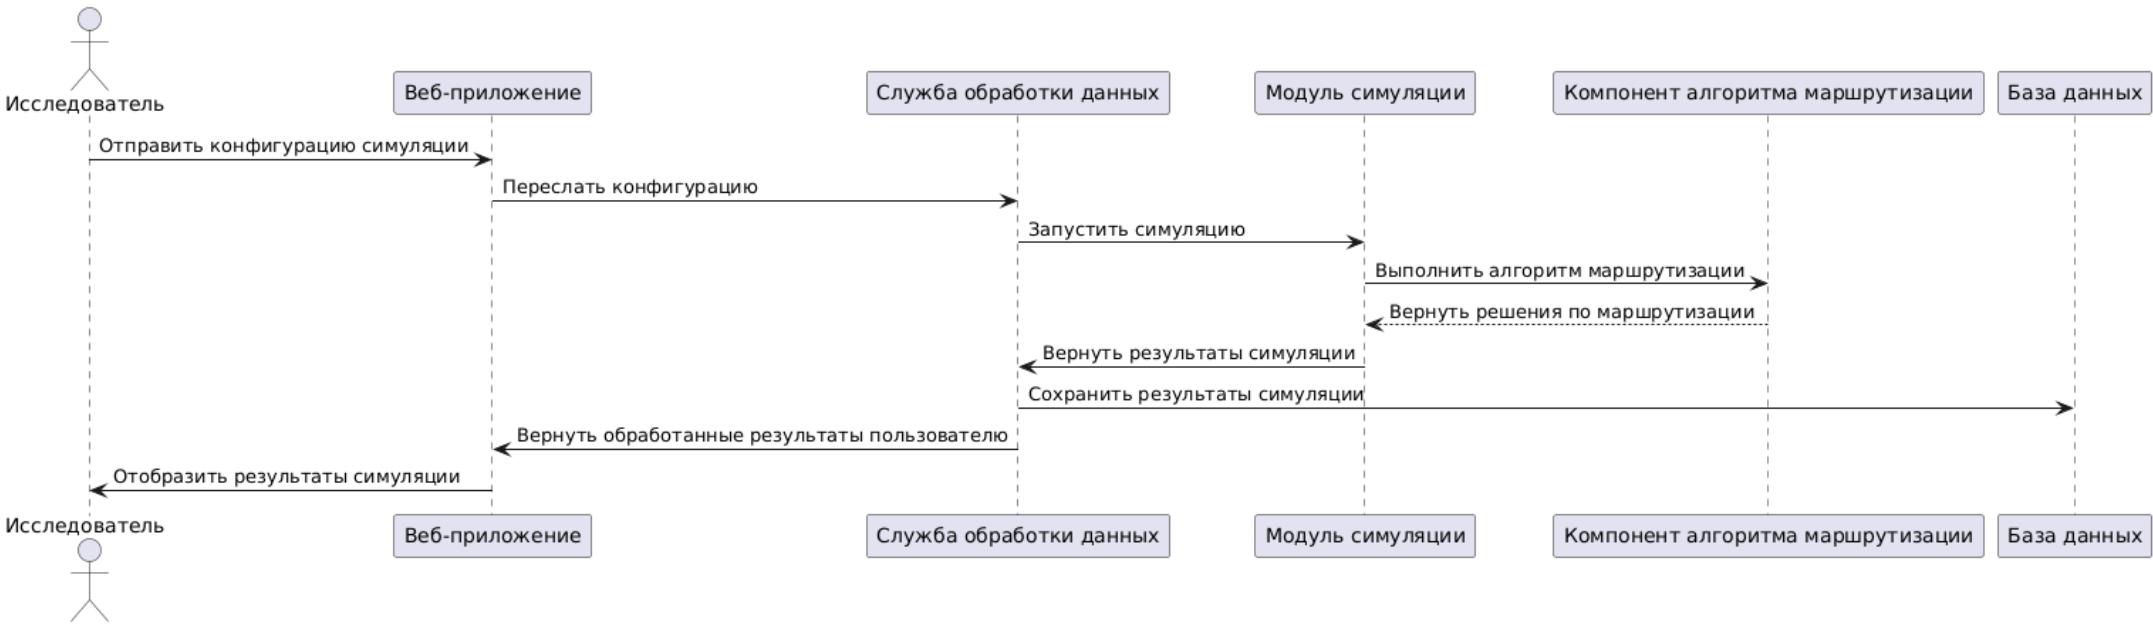 Исследователь
Веб-приложение
Служба обработки данных
Модуль симуляции
Компонент алгоритма маршрутизации
База данных
Отправить конфигурацию симуляции
Переслать конфигурацию
Запустить симуляцию
Выполнить алгоритм маршрутизации
Вернуть решения по маршрутизации
Вернуть результаты симуляции
Сохранить результаты симуляции
Вернуть обработанные результаты пользователю
Отобразить результаты симуляции
Исследователь
Веб-приложение
Служба обработки данных
Модуль симуляции
Компонент алгоритма маршрутизации
База данных